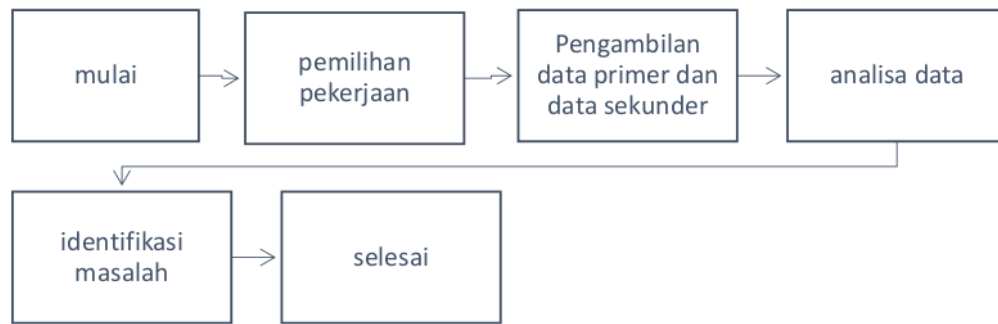 mulai
pemilihan
pekerjaan
Pengambilan
data primer dan
data sekunder
analisa data
identifikasi
masalah
selesai